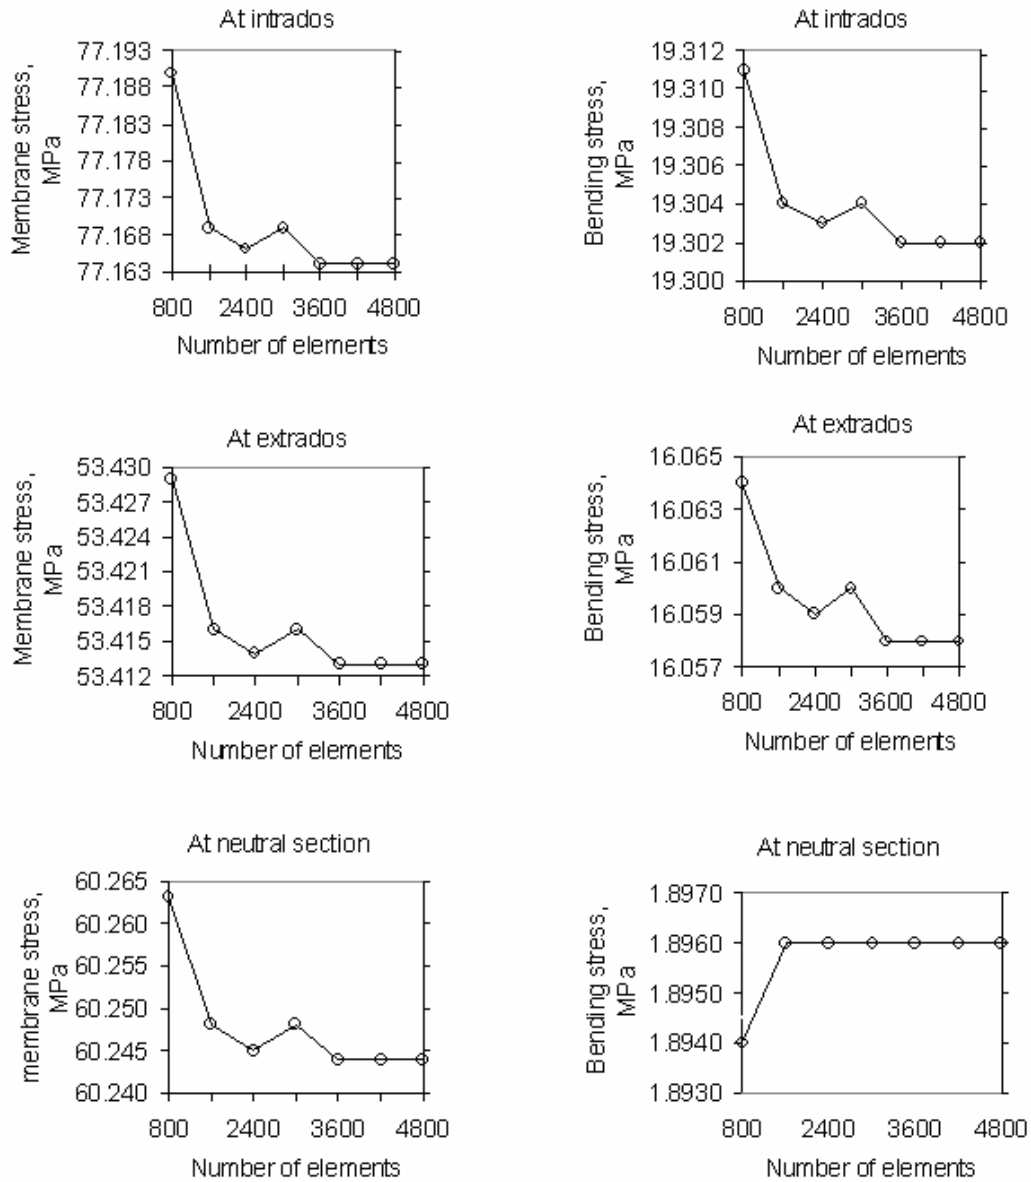 At intrados
Membrane stress,
MPa
77.193
77.188
77.183
77.178
77.173
77.168
77.163
800 2400 3600 4800
Number of elements
At intrados
Bending stress,
MPa
19.312
19.310
19.308
19.306
19.304
19.302
19.300
800 2400 3600 4800
Number of elements
At extrados
Membrane stress,
MPa
53.430
53.427
53.424
53.421
53.418
53.415
53.412
800 2400 3600 4800
Number of elements
At extrados
Bending stress,
MPa
16.065
16.063
16.061
16.059
16.057
800 2400 3600 4800
Number of elements
At neutral section
membrane stress,
MPa
60.265
60.260
60.255
60.250
60.245
60.240
800 2400 3600 4800
Number of elements
At neutral section
Bending stress,
MPa
1.8970
1.8960
1.8950
1.8940
1.8930
800 2400 3600 4800
Number of elements